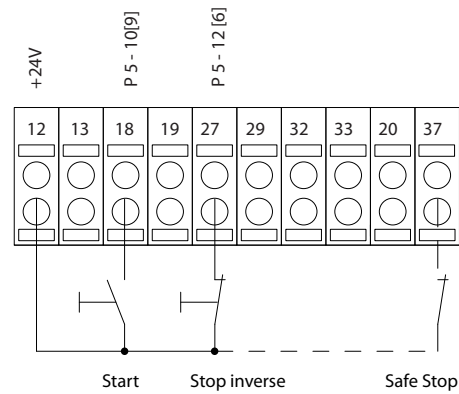 +24V
P 5 - 10[9]
P 5 - 12 [6]
12 13 18 19 27 29 32 33 20 37
Start Stop inverse Safe Stop